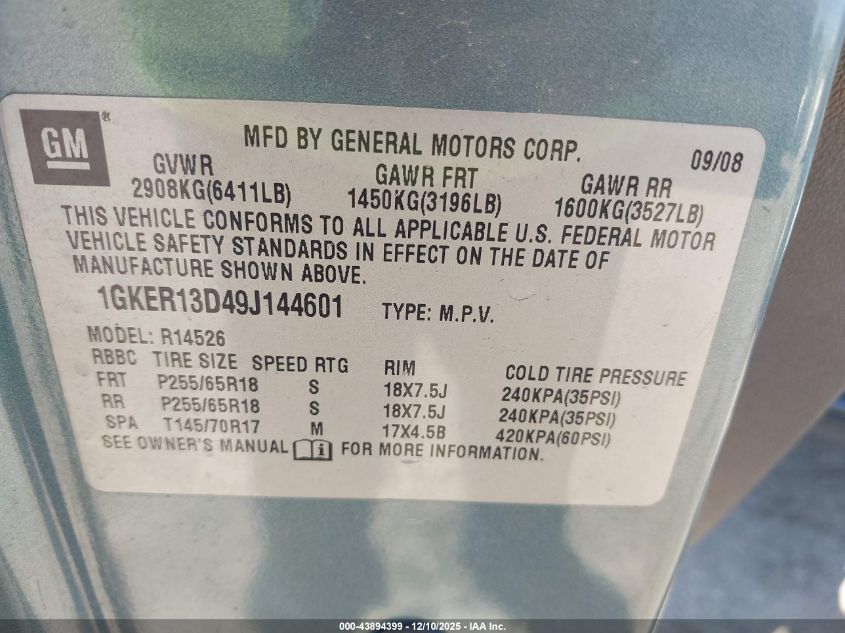 GM®
MFD BY GENERAL MOTORS CORP.
09/08
GVWR
2908KG(6411LB)
GAWR FRT
1450KG(3196LB)
GAWR RR
1600KG(3527LB)
THIS VEHICLE CONFORMS TO ALL APPLICABLE U.S. FEDERAL MOTOR
VEHICLE SAFETY STANDARDS IN EFFECT ON THE DATE OF
MANUFACTURE SHOWN ABOVE.
1GKER13D49J144601 TYPE: M.P.V.
MODEL: R14526
RBBC TIRE SIZE SPEED RTG RIM COLD TIRE PRESSURE
FRT P255/65R18 S 18X7.5J 240KPA(35PSI)
RR P255/65R18 S 18X7.5J 240KPA(35PSI)
SPA T145/70R17 M 17X4.5B 420KPA(60PSI)
SEE OWNER'S MANUAL i FOR MORE INFORMATION.
000-43894399 - 12/10/2025 - IAA Inc.